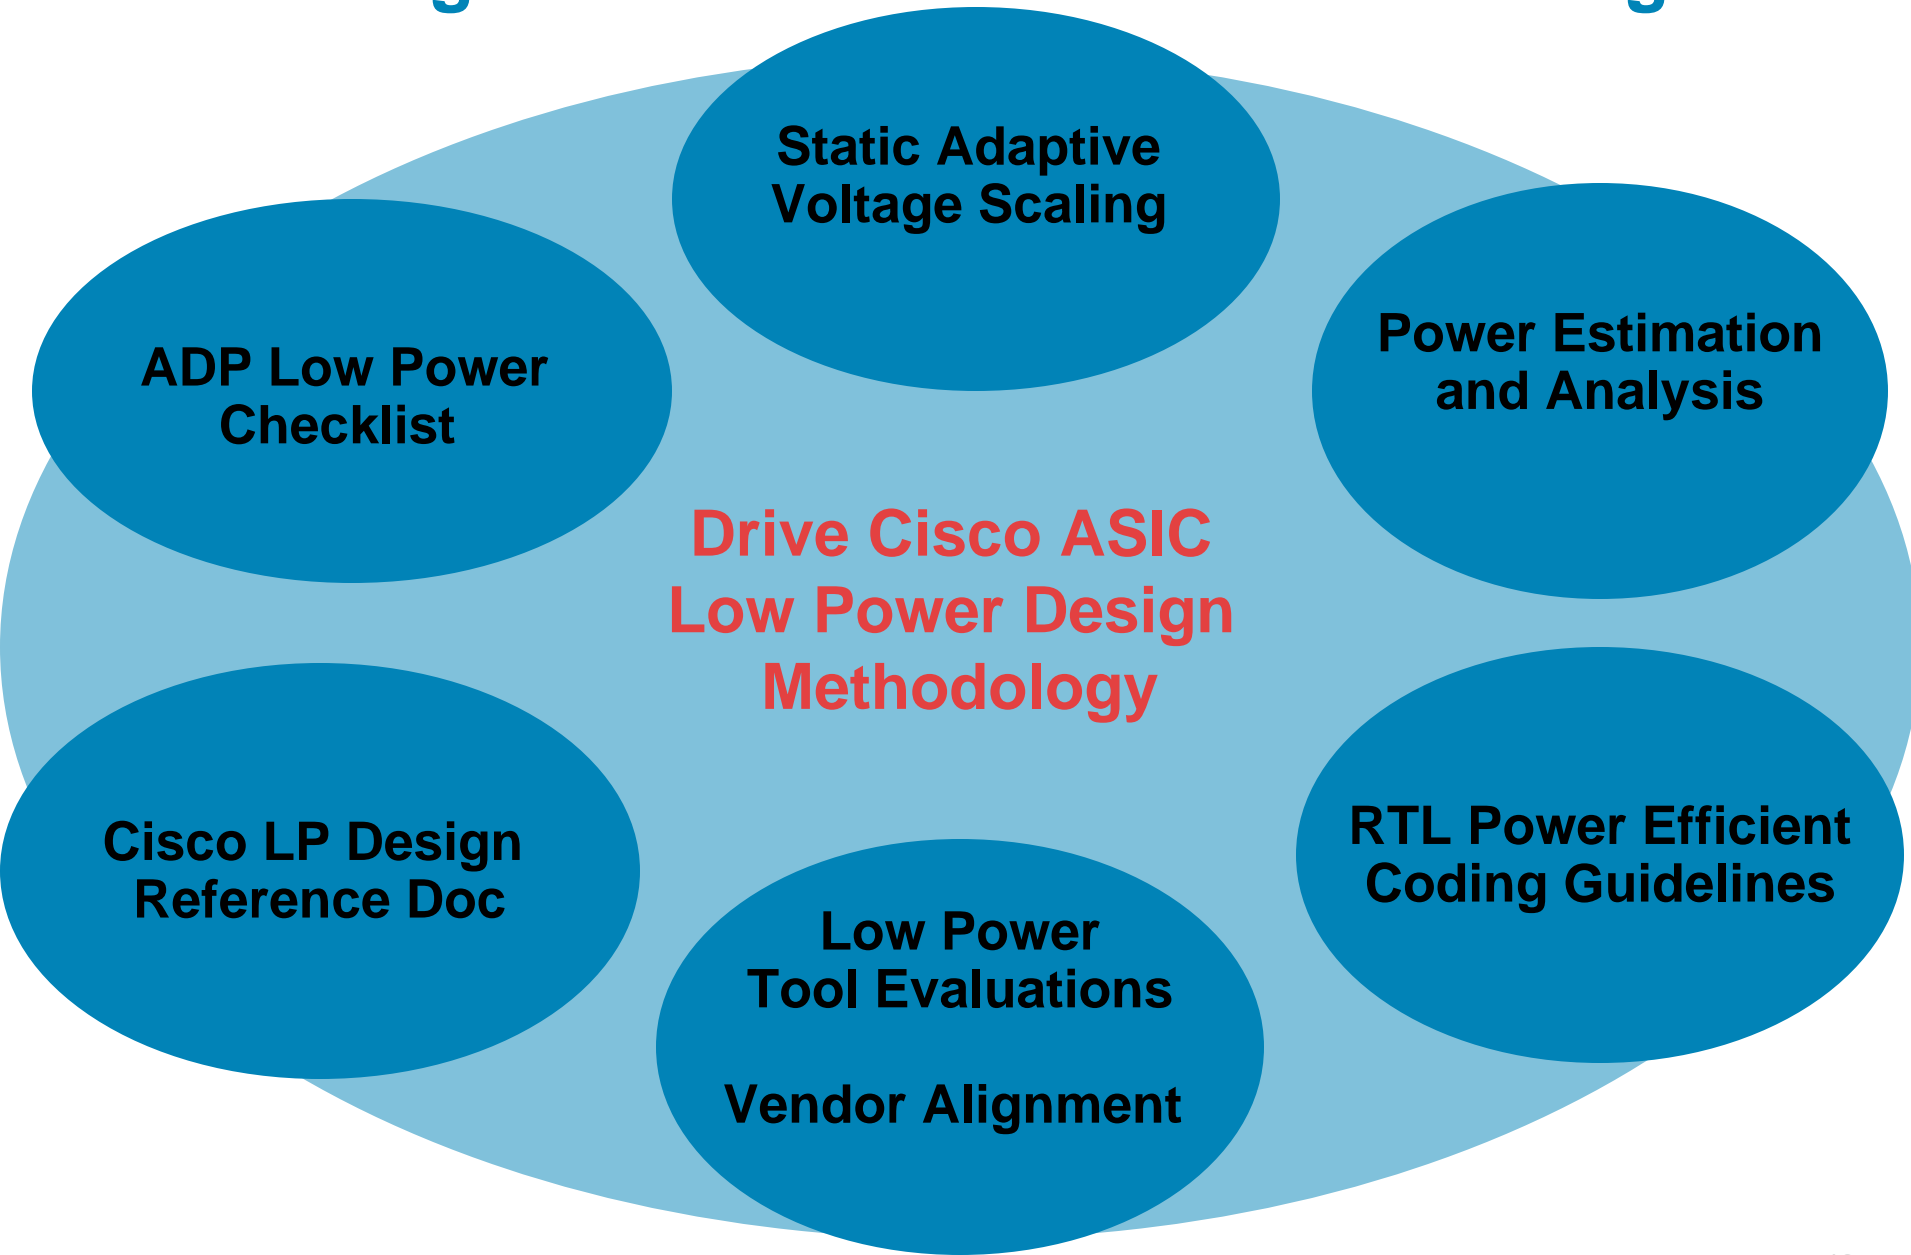 Static Adaptive
Voltage Scaling
Power Estimation
and Analysis
ADP Low Power
Checklist
Drive Cisco ASIC
Low Power Design
Methodology
Cisco LP Design
Reference Doc
RTL Power Efficient
Coding Guidelines
Low Power
Tool Evaluations
Vendor Alignment